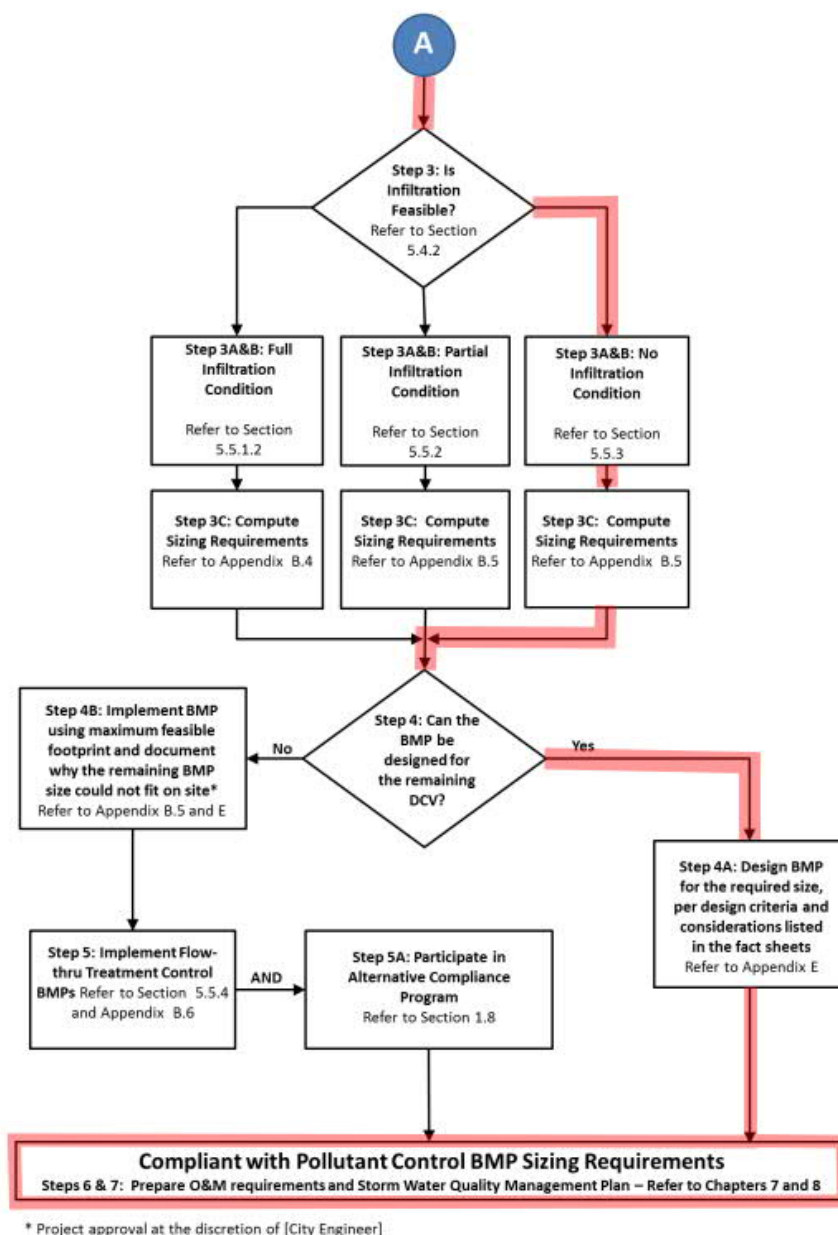 A
Step 3: Is
Infiltration
Feasible?
Refer to Section
5.4.2
Step 3A&B: Full
Infiltration
Condition
Refer to Section
5.5.1.2
Step 3A&B: Partial
Infiltration
Condition
Refer to Section
5.5.2
Step 3A&B: No
Infiltration
Condition
Refer to Section
5.5.3
Step 3C: Compute
Sizing Requirements
Refer to Appendix B.4
Step 3C: Compute
Sizing Requirements
Refer to Appendix B.5
Step 3C: Compute
Sizing Requirements
Refer to Appendix B.5
Step 4B: Implement BMP
using maximum feasible
footprint and document
why the remaining BMP
size could not fit on site*
Refer to Appendix B.5 and E
No
Step 4: Can the
BMP be
designed for
the remaining
DCV?
Yes
Step 4A: Design BMP
for the required size,
per design criteria and
considerations listed
in the fact sheets
Refer to Appendix E
Step 5: Implement Flow-
thru Treatment Control
BMPs Refer to Section 5.5.4
and Appendix B.6
AND
Step 5A: Participate in
Alternative Compliance
Program
Refer to Section 1.8
Compliant with Pollutant Control BMP Sizing Requirements
Steps 6 & 7: Prepare O&M requirements and Storm Water Quality Management Plan – Refer to Chapters 7 and 8
* Project approval at the discretion of [City Engineer]